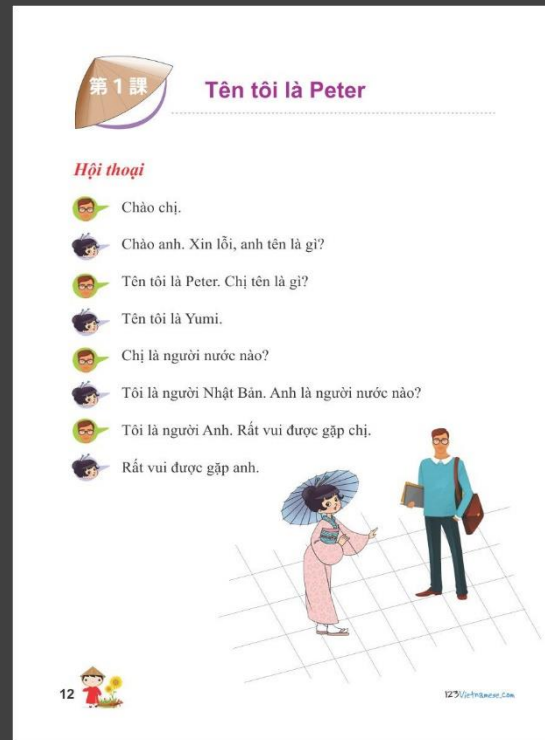 第1課
Tên tôi là Peter
Hội thoại
Chào chị.
Chào anh. Xin lỗi, anh tên là gì?
Tên tôi là Peter. Chị tên là gì?
Tên tôi là Yumi.
Chị là người nước nào?
Tôi là người Nhật Bản. Anh là người nước nào?
Tôi là người Anh. Rất vui được gặp chị.
Rất vui được gặp anh.
12
123Vietnamese.com